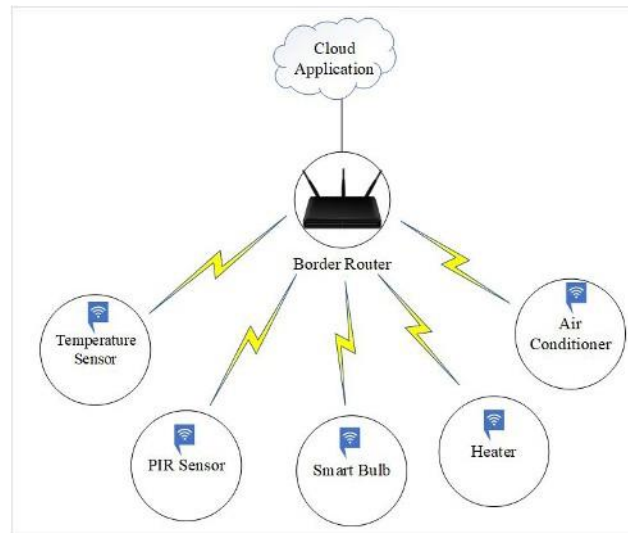 Cloud
Application
Border Router
Temperature
Sensor
PIR Sensor
Smart Bulb
Heater
Air
Conditioner